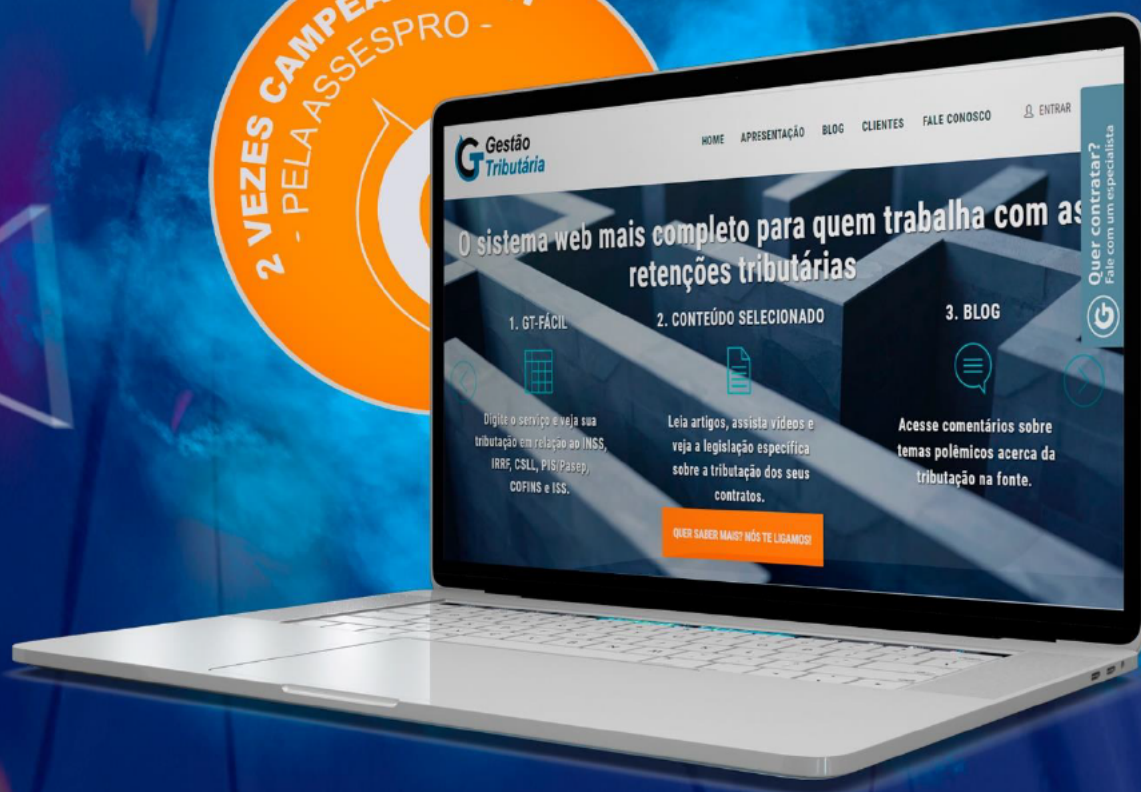 2 VEZES
- PELA ASSESPRO -
Gestão
Tributária
HOME APRESENTAÇÃO BLOG CLIENTES FALE CONOSCO ENTRAR
O sistema web mais completo para quem trabalha com as
retenções tributárias
1. GT-FÁCIL
Digite o serviço e veja sua
tributação em relação ao INSS,
IRRF, CSLL, PIS/Pasep,
COFINS e ISS.
2. CONTEÚDO SELECIONADO
Leia artigos, assista vídeos e
veja a legislação específica
sobre a tributação dos seus
contratos.
3. BLOG
Acesse comentários sobre
temas polêmicos acerca da
tributação na fonte.
QUER SABER MAIS? NÓS TE LIGAMOS!
Quer contratar?
Fale com um especialista